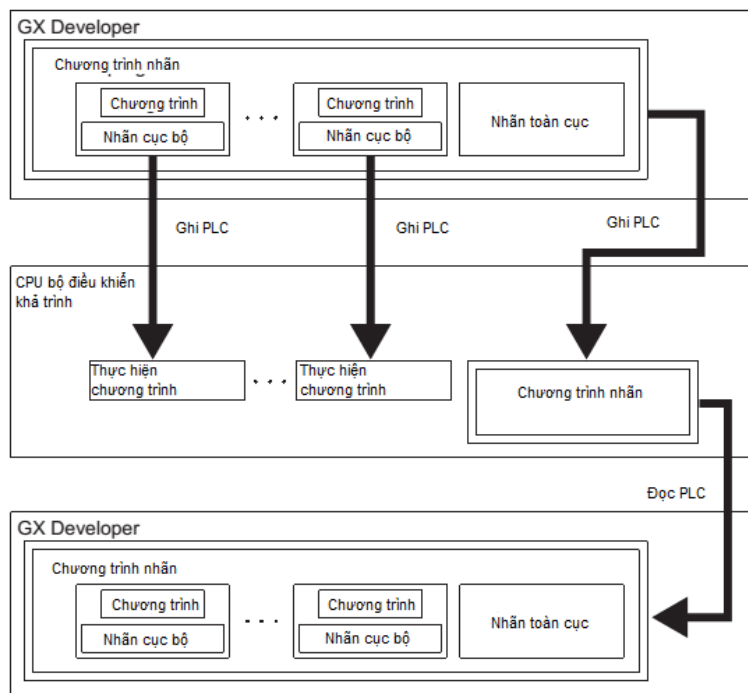 GX Developer
Chương trình nhãn
Chương trình
Nhãn cục bộ
. . .
Chương trình
Nhãn cục bộ
Nhãn toàn cục
Ghi PLC
Ghi PLC
Ghi PLC
CPU bộ điều khiển
khả trình
Thực hiện
chương trình
. . .
Thực hiện
chương trình
Chương trình nhãn
Đọc PLC
GX Developer
Chương trình nhãn
Chương trình
Nhãn cục bộ
. . .
Chương trình
Nhãn cục bộ
Nhãn toàn cục